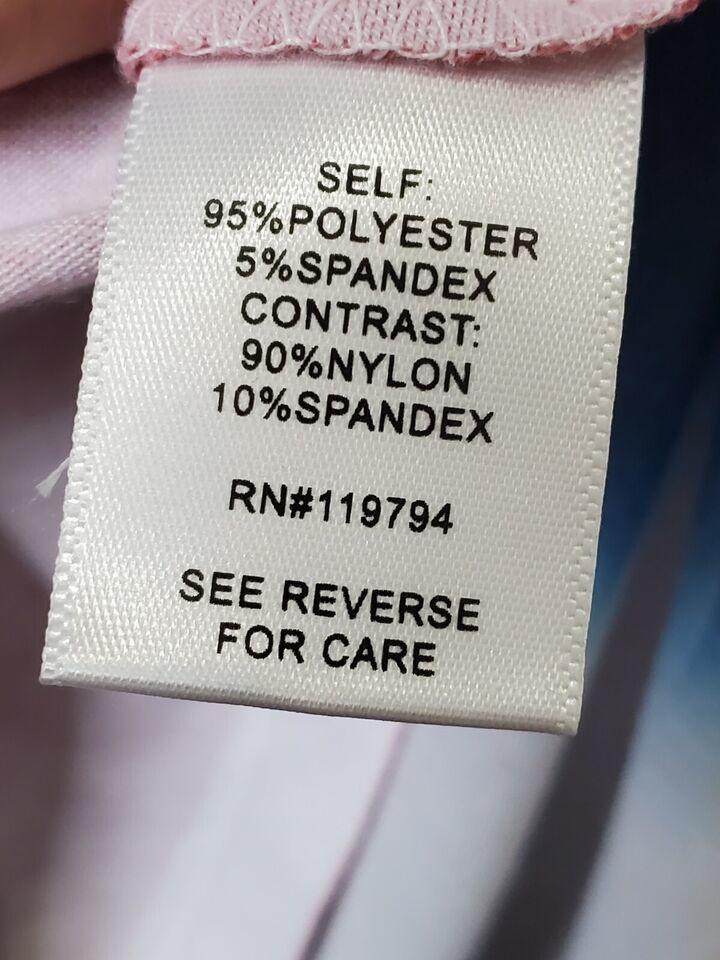 SELF:
95%POLYESTER
5%SPANDEX
CONTRAST:
90%NYLON
10%SPANDEX
RN#119794
SEE REVERSE
FOR CARE